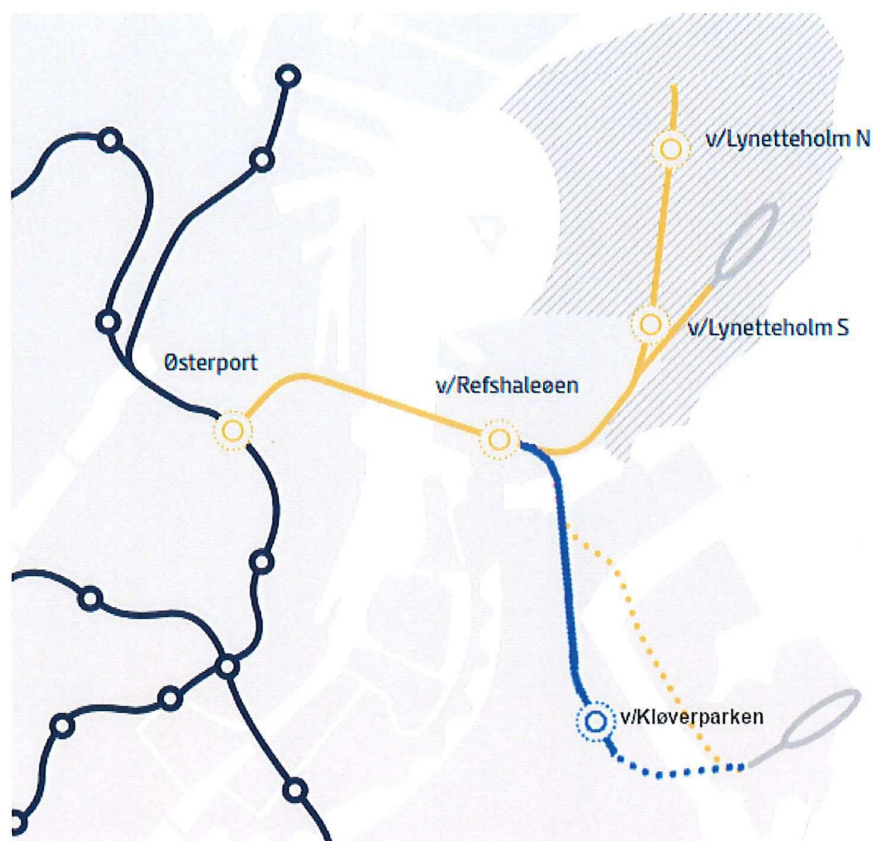 v/Lynetteholm N
v/Lynetteholm S
Østerport
v/Refshaleøen
v/Kløverparken